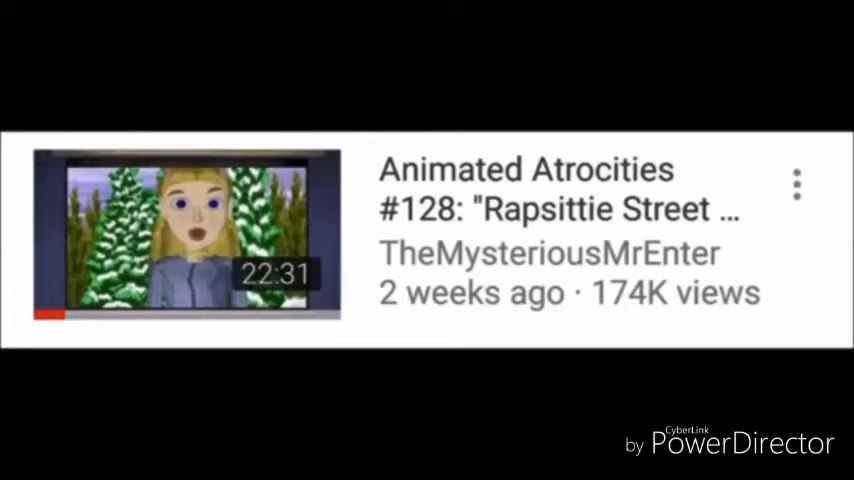 Animated Atrocities
#128: "Rapsittie Street ...
TheMysteriousMrEnter
2 weeks ago · 174K views
22:31
by CyberLink PowerDirector